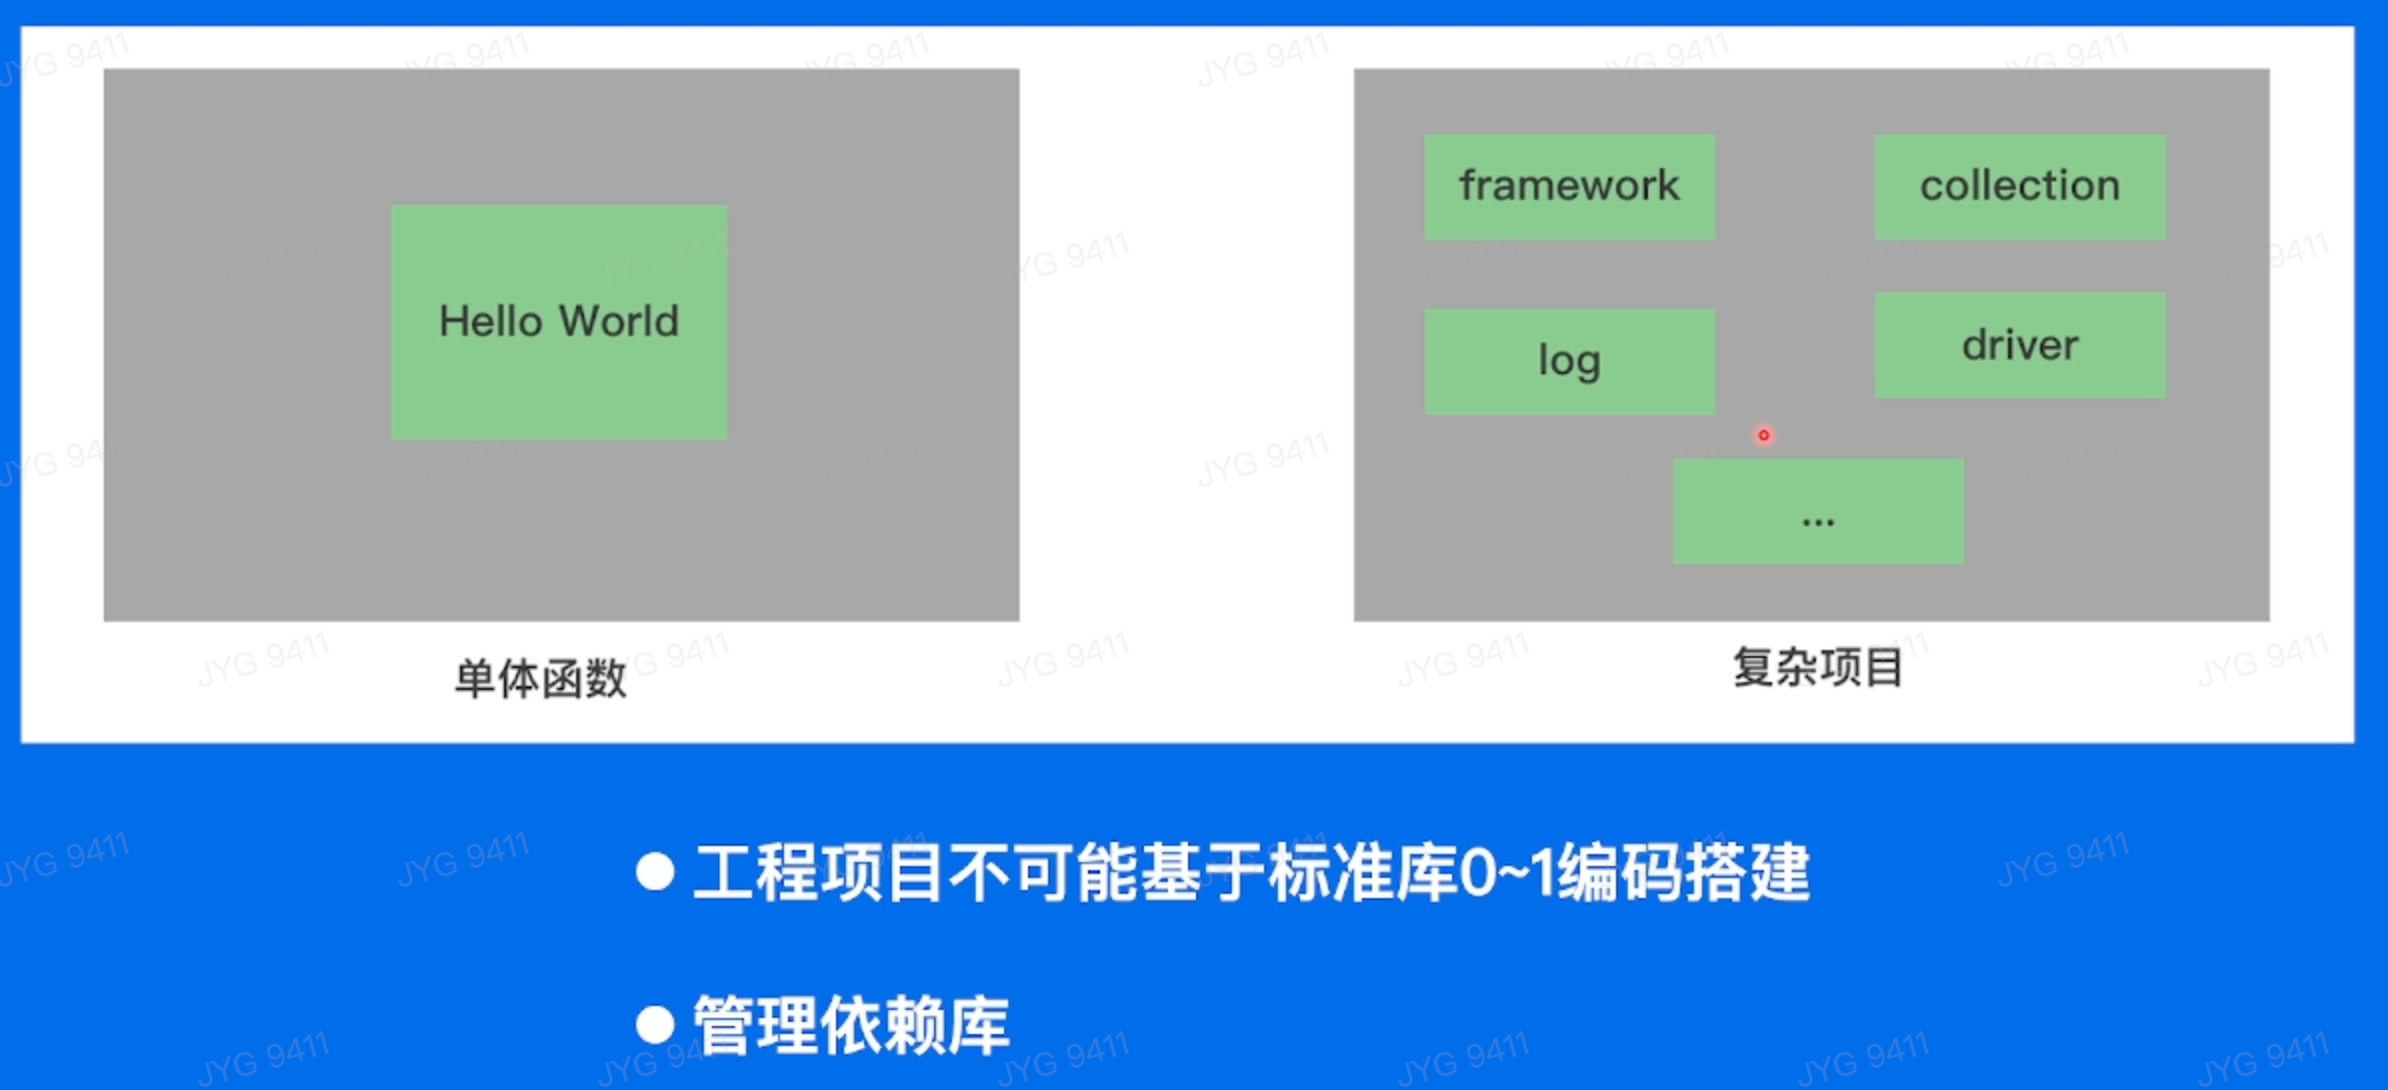 Hello World
单体函数
framework
collection
log
driver
...
复杂项目
工程项目不可能基于标准库0~1编码搭建
管理依赖库
JYG 9411